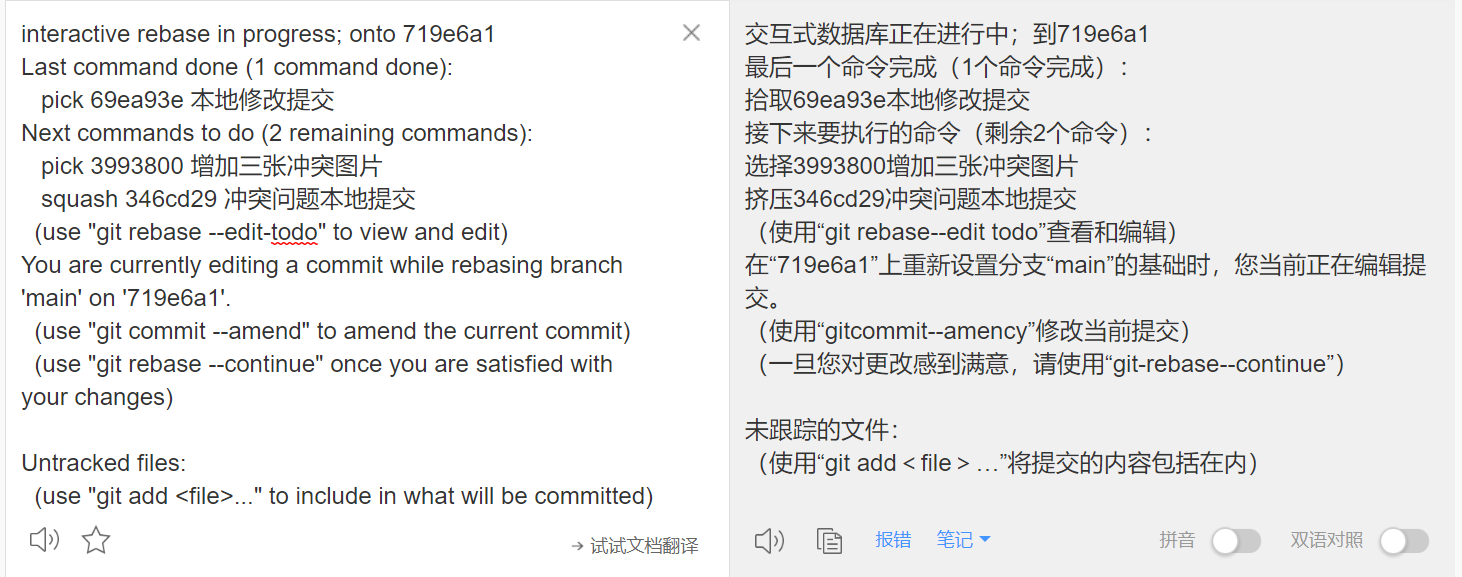 interactive rebase in progress; onto 719e6a1
Last command done (1 command done):
pick 69ea93e 本地修改提交
Next commands to do (2 remaining commands):
pick 3993800 增加三张冲突图片
squash 346cd29 冲突问题本地提交
(use "git rebase --edit-todo" to view and edit)
You are currently editing a commit while rebasing branch
'main' on '719e6a1'.
(use "git commit --amend" to amend the current commit)
(use "git rebase --continue" once you are satisfied with
your changes)
Untracked files:
(use "git add <file>..." to include in what will be committed)
试试文档翻译
交互式数据库正在进行中；到719e6a1
最后一个命令完成（1个命令完成）：
拾取69ea93e本地修改提交
接下来要执行的命令（剩余2个命令）：
选择3993800增加三张冲突图片
挤压346cd29冲突问题本地提交
（使用“git rebase--edit todo”查看和编辑）
在“719e6a1”上重新设置分支“main”的基础时，您当前正在编辑提
交。
（使用“gitcommit--amency”修改当前提交）
（一旦您对更改感到满意，请使用“git-rebase--continue”）
未跟踪的文件：
（使用“git add＜file＞…”将提交的内容包括在内）
报错 笔记 拼音 双语对照